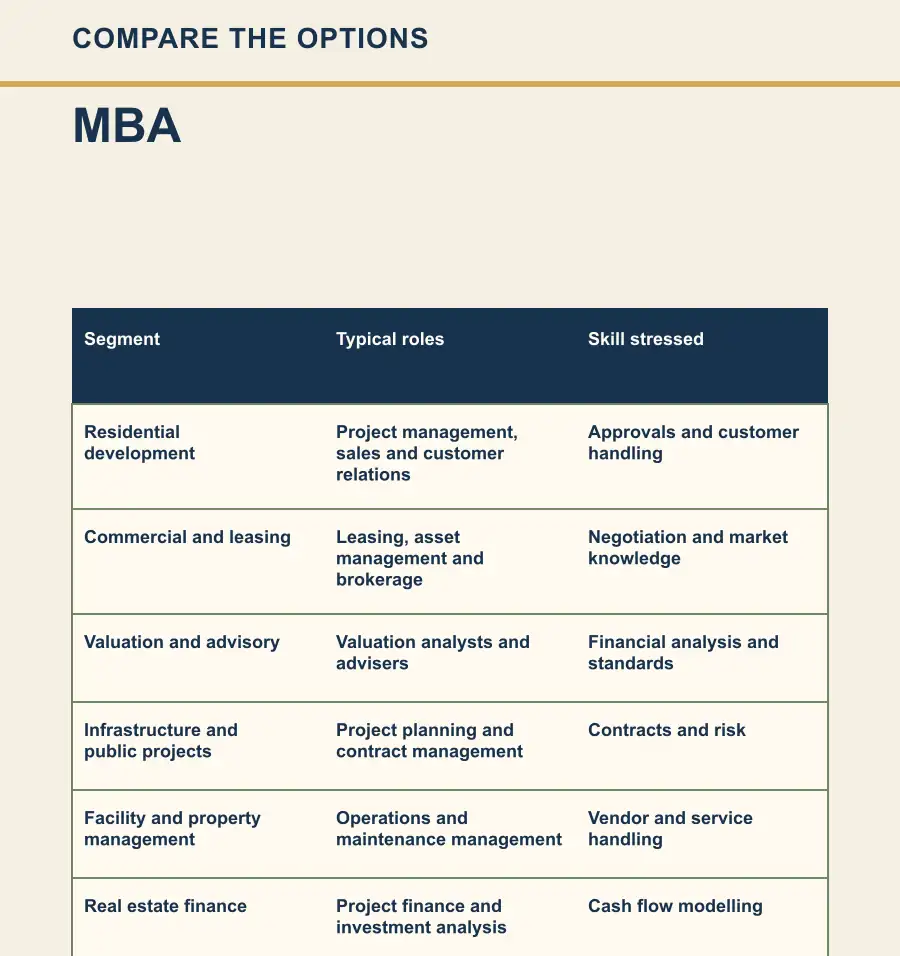 COMPARE THE OPTIONS
MBA
Segment
Typical roles
Skill stressed
Residential
development
Project management,
sales and customer
relations
Approvals and customer
handling
Commercial and leasing
Leasing, asset
management and
brokerage
Negotiation and market
knowledge
Valuation and advisory
Valuation analysts and
advisers
Financial analysis and
standards
Infrastructure and
public projects
Project planning and
contract management
Contracts and risk
Facility and property
management
Operations and
maintenance management
Vendor and service
handling
Real estate finance
Project finance and
investment analysis
Cash flow modelling